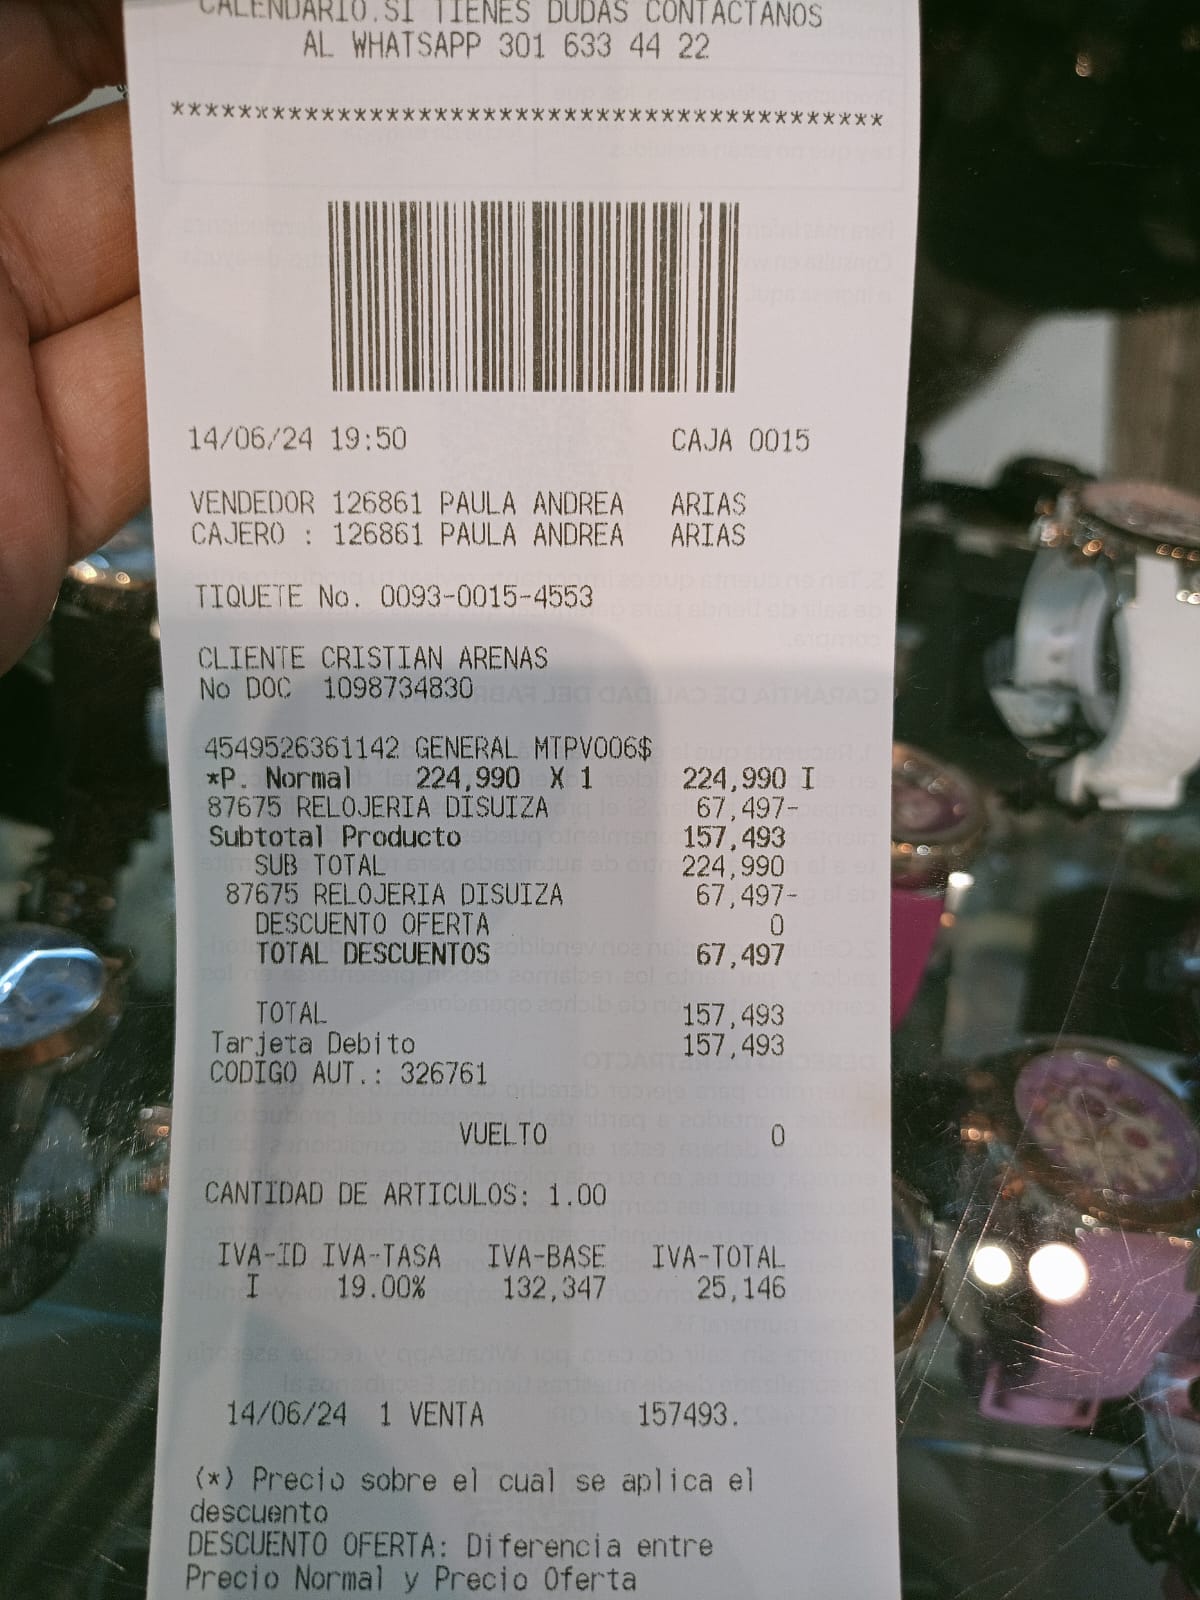 CALENDARIO.SI TIENES DUDAS CONTACTANOS
AL WHATSAPP 301 633 44 22
******************************************
14/06/24 19:50 CAJA 0015
VENDEDOR 126861 PAULA ANDREA ARIAS
CAJERO : 126861 PAULA ANDREA ARIAS
TIQUETE No. 0093-0015-4553
CLIENTE CRISTIAN ARENAS
No DOC 1098734830
4549526361142 GENERAL MTPV006$
*P. Normal 224,990 X 1 224,990 I
87675 RELOJERIA DISUIZA 67,497-
Subtotal Producto 157,493
SUB TOTAL 224,990
87675 RELOJERIA DISUIZA 67,497-
DESCUENTO OFERTA 0
TOTAL DESCUENTOS 67,497
TOTAL 157,493
Tarjeta Debito 157,493
CODIGO AUT.: 326761
VUELTO 0
CANTIDAD DE ARTICULOS: 1.00
IVA-ID IVA-TASA IVA-BASE IVA-TOTAL
I 19.00% 132,347 25,146
14/06/24 1 VENTA 157493.
(*) Precio sobre el cual se aplica el
descuento
DESCUENTO OFERTA: Diferencia entre
Precio Normal y Precio Oferta